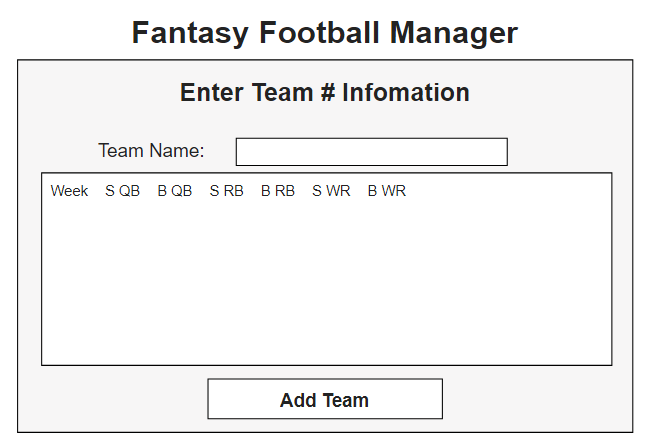 Fantasy Football Manager
Enter Team # Infomation
Team Name:
Week S QB B QB S RB B RB S WR B WR
Add Team